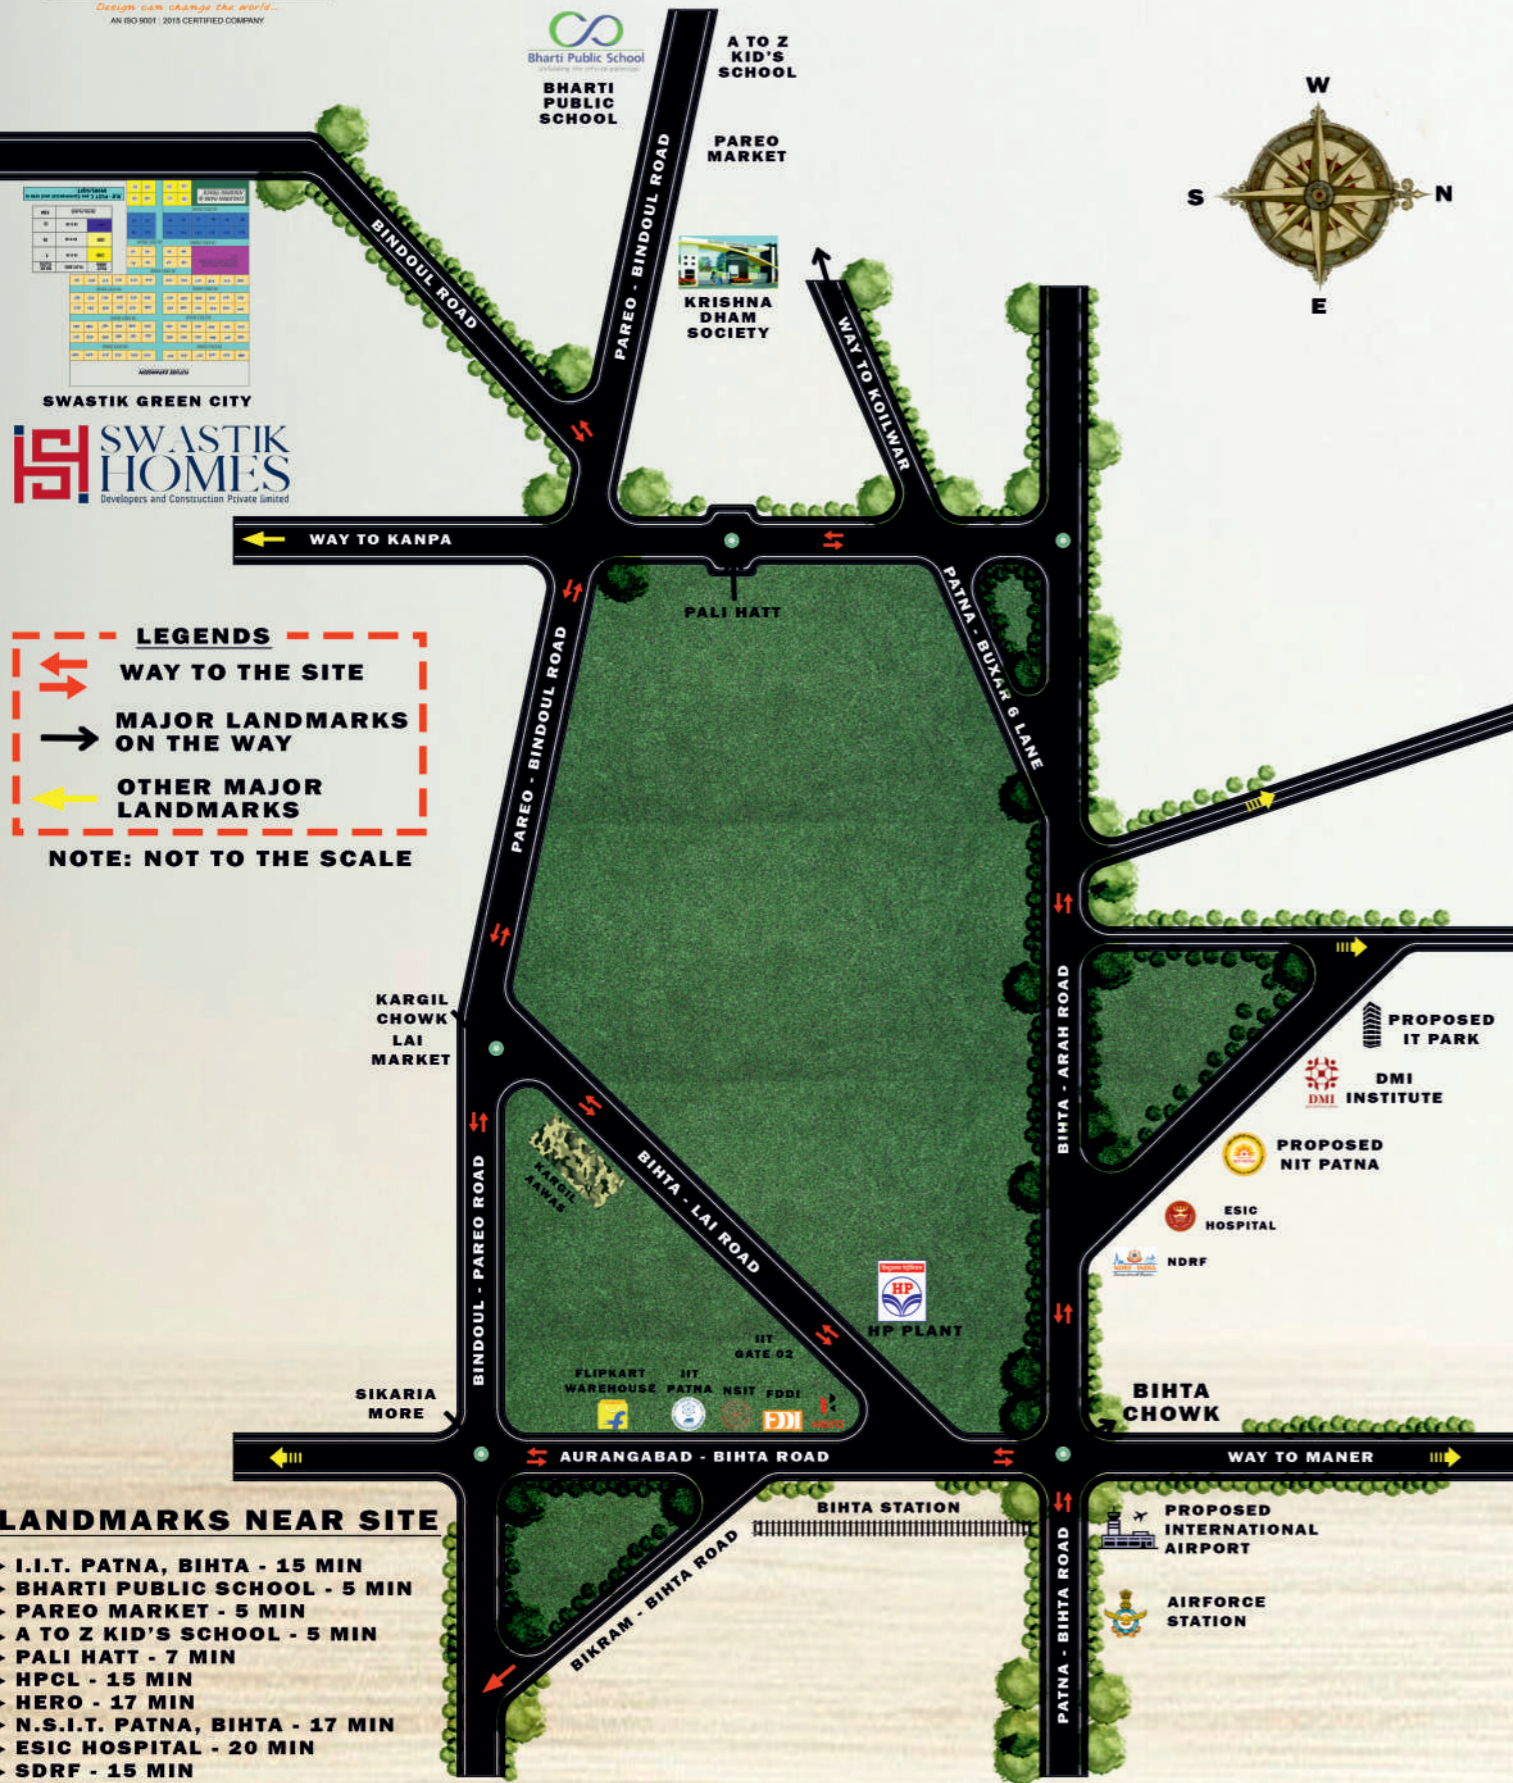 Design can change the world...
AN ISO 9001 : 2015 CERTIFIED COMPANY
Bharti Public School
BHARTI
PUBLIC
SCHOOL
A TO Z
KID'S
SCHOOL
PAREO
MARKET
W
S
N
E
BINDOUL ROAD
PAREO - BINDOUL ROAD
KRISHNA
DHAM
SOCIETY
WAY TO KOILWAR
FUTURE EXPANSION
SWASTIK GREEN CITY
SWASTIK
HOMES
Developers and Construction Private limited
WAY TO KANPA
PALI HATT
PATNA - BUXAR 6 LANE
LEGENDS
WAY TO THE SITE
MAJOR LANDMARKS
ON THE WAY
OTHER MAJOR
LANDMARKS
NOTE: NOT TO THE SCALE
PAREO - BINDOUL ROAD
KARGIL
CHOWK
LAI
MARKET
BIHTA - ARAH ROAD
PROPOSED
IT PARK
DMI
DMI
INSTITUTE
PROPOSED
NIT PATNA
ESIC
HOSPITAL
NDRF
KARGIL
AAWAS
BIHTA - LAI ROAD
BINDOUL - PAREO ROAD
हिन्दुस्तान पेट्रोलियम
HP
HP PLANT
IIT
GATE 02
FLIPKART
WAREHOUSE
IIT
PATNA
NSIT
FDDI
FDDI
Hero
SIKARIA
MORE
BIHTA
CHOWK
AURANGABAD - BIHTA ROAD
WAY TO MANER
BIHTA STATION
BIKRAM - BIHTA ROAD
PATNA - BIHTA ROAD
PROPOSED
INTERNATIONAL
AIRPORT
AIRFORCE
STATION
LANDMARKS NEAR SITE
I.I.T. PATNA, BIHTA - 15 MIN
BHARTI PUBLIC SCHOOL - 5 MIN
PAREO MARKET - 5 MIN
A TO Z KID'S SCHOOL - 5 MIN
PALI HATT - 7 MIN
HPCL - 15 MIN
HERO - 17 MIN
N.S.I.T. PATNA, BIHTA - 17 MIN
ESIC HOSPITAL - 20 MIN
SDRF - 15 MIN